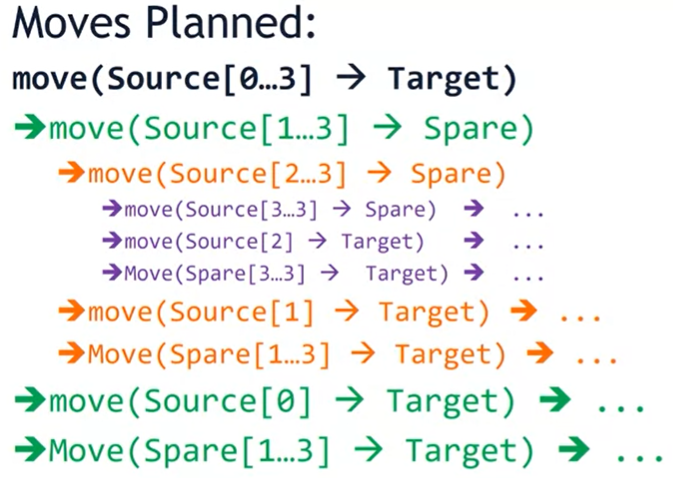 Moves Planned:
move(Source[0…3] → Target)
➔move(Source[1…3] → Spare)
➔move(Source[2…3] → Spare)
➔move(Source[3…3] → Spare) ➔ ...
➔move(Source[2] → Target) ➔ ...
➔Move(Spare[3…3] → Target) ➔ ...
➔move(Source[1] → Target) ➔ ...
➔Move(Spare[1…3] → Target) ➔ ...
➔move(Source[0] → Target) ➔ ...
➔Move(Spare[1…3] → Target) ➔ ...